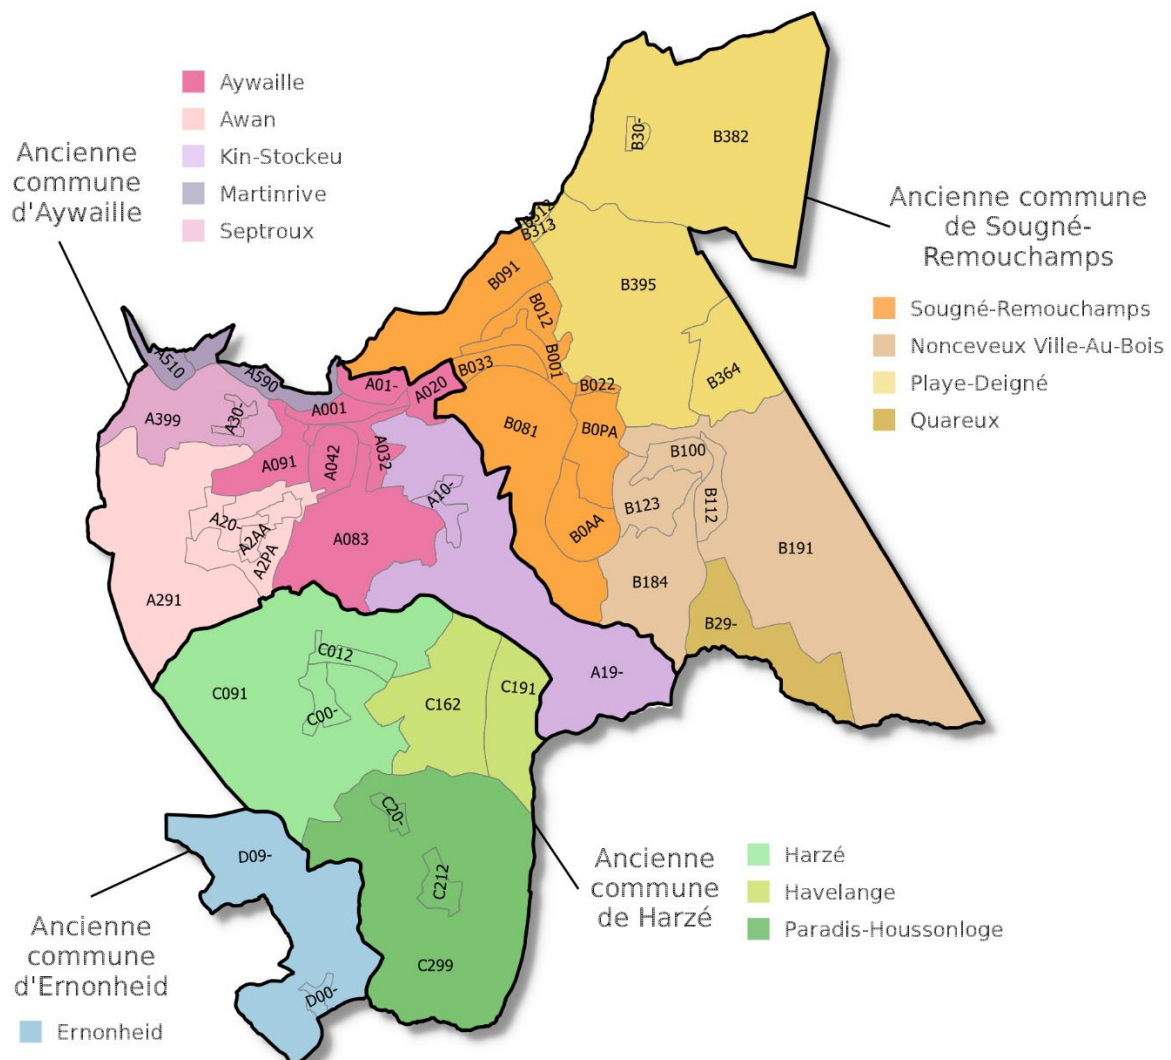 Aywaille
Awan
Kin-Stockeu
Martinrive
Septroux
Ancienne
commune
d'Aywaille
Ancienne commune
de Sougné-
Remouchamps
Sougné-Remouchamps
Nonceveux Ville-Au-Bois
Playe-Deigné
Quareux
B30-
B382
B312
B313
B091
B395
B012
B001
B033
B022
B364
A510
A590
A01-
A020
A001
A399
A30-
A091
A042
A032
B081
B0PA
B100
B123
B112
A10-
A20-
A2AA
A2PA
A083
B0AA
B191
A291
B184
B29-
C012
C091
C00-
C162
C191
A19-
C20-
D09-
C212
C299
D00-
Ancienne
commune
de Harzé
Harzé
Havelange
Paradis-Houssonloge
Ancienne
commune
d'Ernonheid
Ernonheid